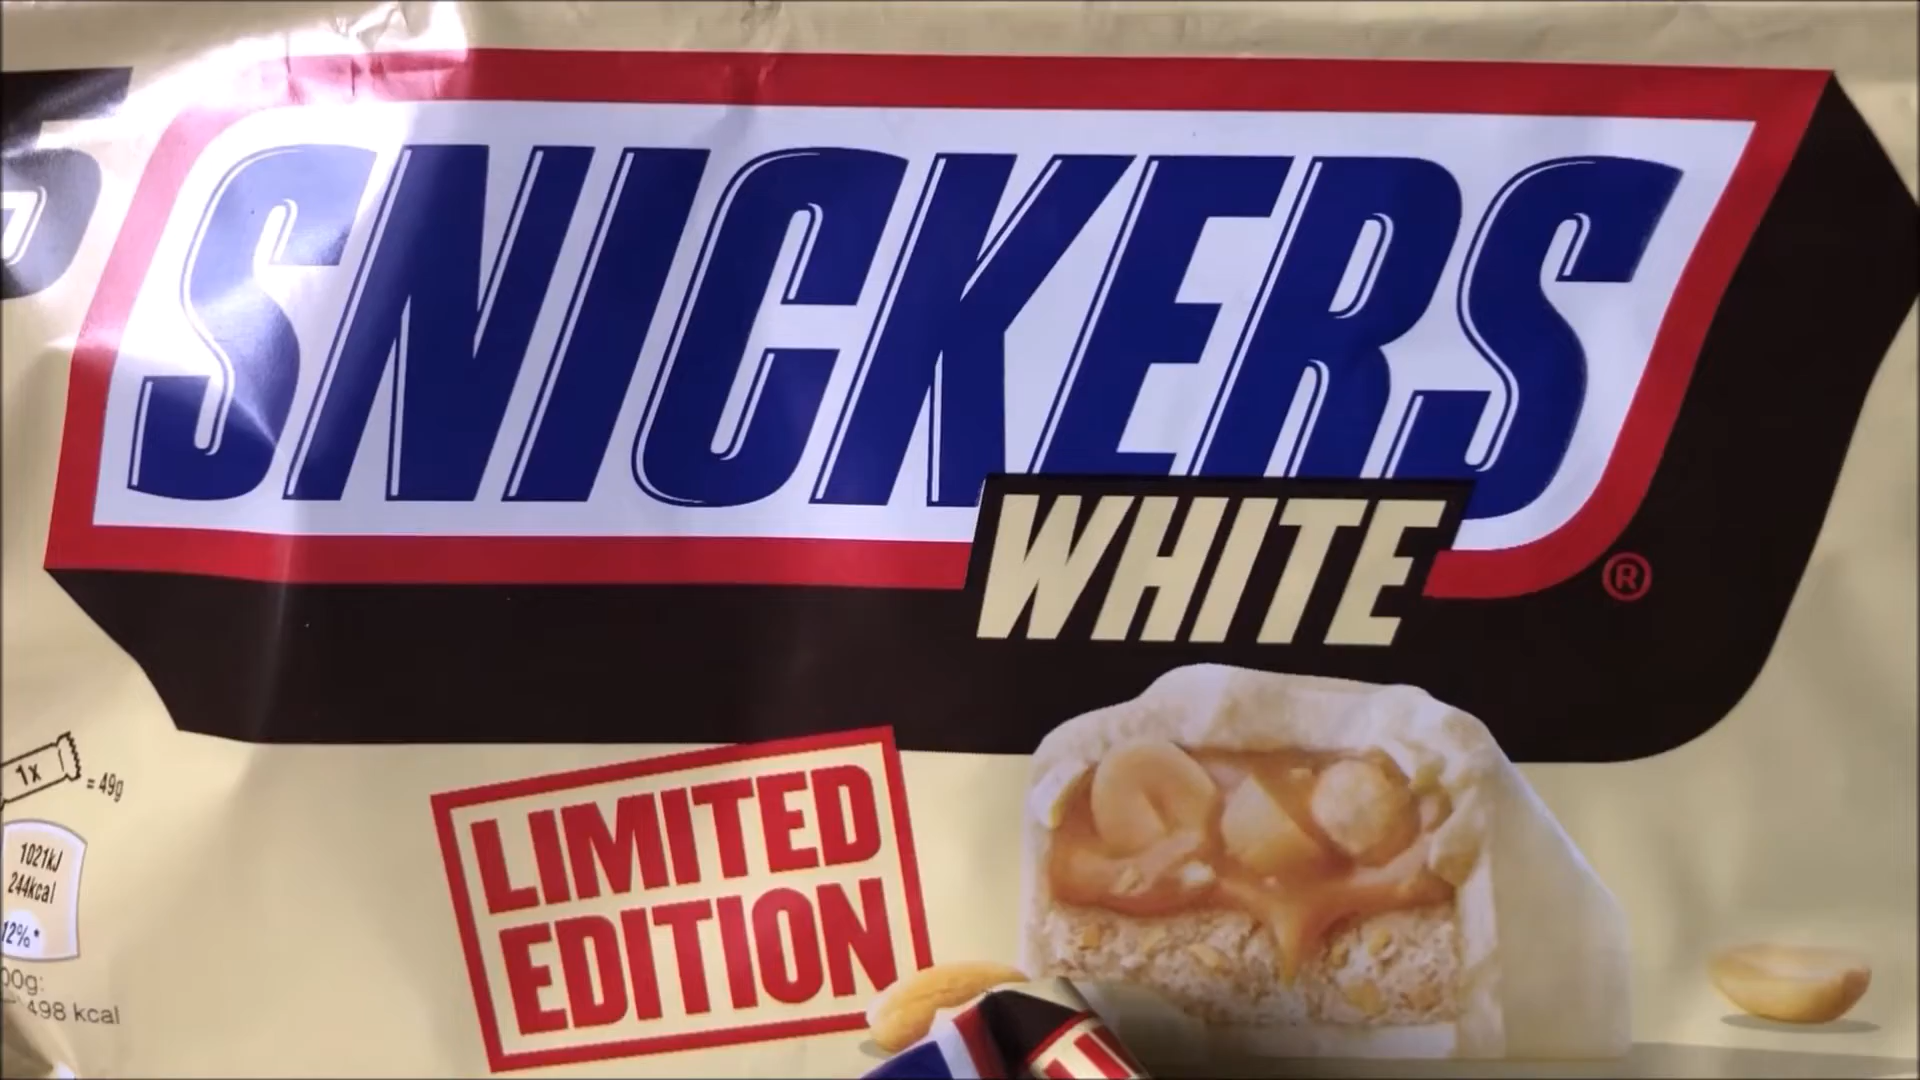 SNICKERS
WHITE
®
LIMITED
EDITION
1x
= 49g
1021kJ
244kcal
12%*
498 kcal